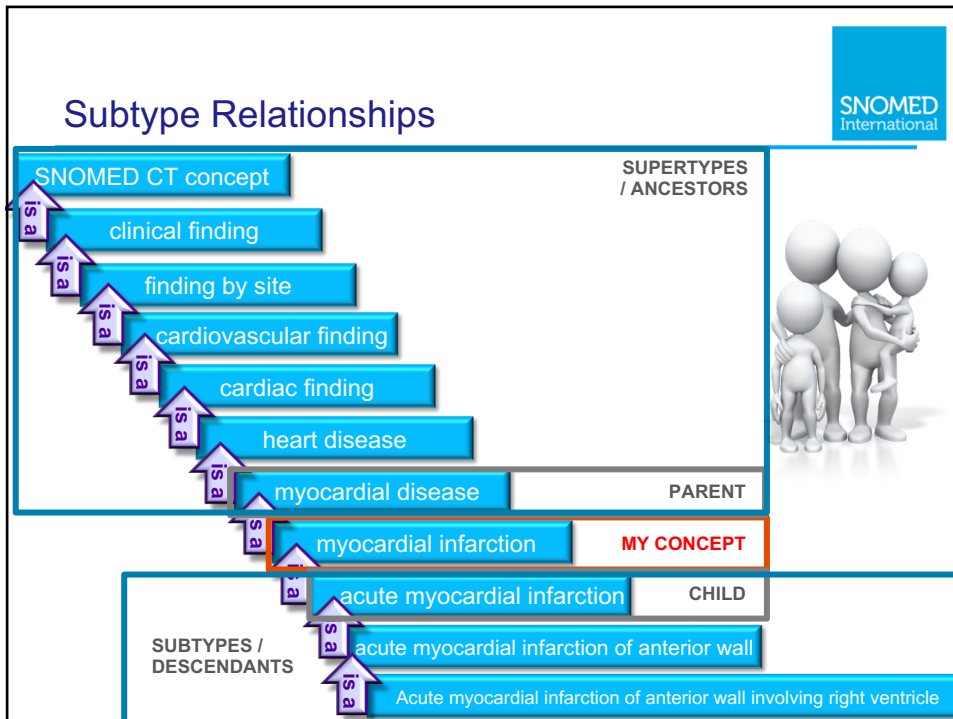 Subtype Relationships
SNOMED
International
SNOMED CT concept
SUPERTYPES
/ ANCESTORS
is a
clinical finding
is a
finding by site
is a
cardiovascular finding
is a
cardiac finding
is a
heart disease
is a
myocardial disease
PARENT
is a
myocardial infarction
MY CONCEPT
is a
acute myocardial infarction
CHILD
SUBTYPES /
DESCENDANTS
is a
acute myocardial infarction of anterior wall
is a
Acute myocardial infarction of anterior wall involving right ventricle